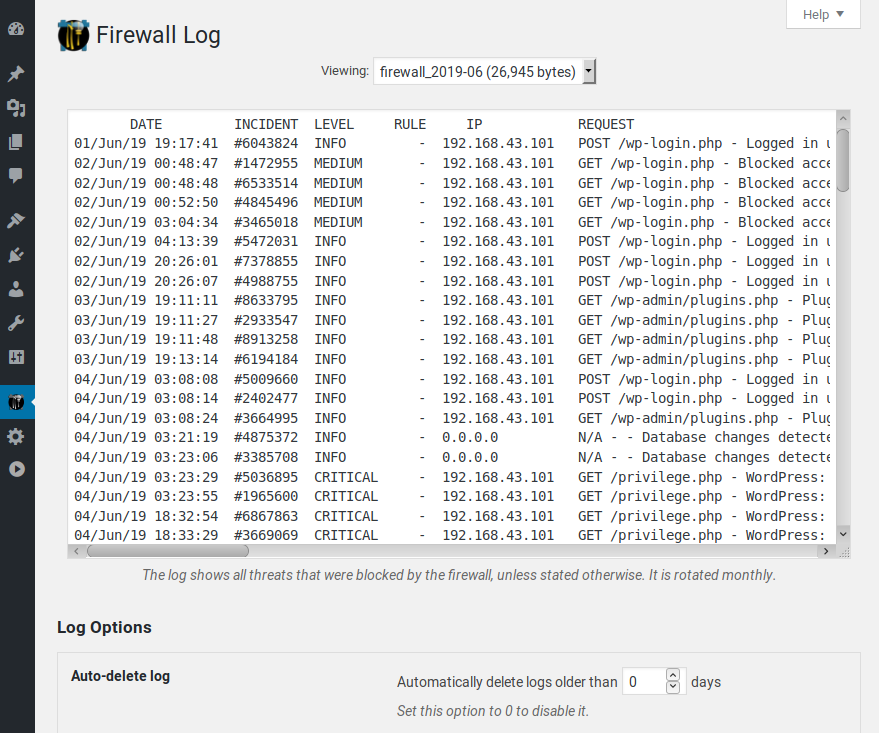 Help
Firewall Log
Viewing: firewall_2019-06 (26,945 bytes)
DATE INCIDENT LEVEL RULE IP REQUEST
01/Jun/19 19:17:41 #6043824 INFO - 192.168.43.101 POST /wp-login.php - Logged in u
02/Jun/19 00:48:47 #1472955 MEDIUM - 192.168.43.101 GET /wp-login.php - Blocked acce
02/Jun/19 00:48:48 #6533514 MEDIUM - 192.168.43.101 GET /wp-login.php - Blocked acce
02/Jun/19 00:52:50 #4845496 MEDIUM - 192.168.43.101 GET /wp-login.php - Blocked acce
02/Jun/19 03:04:34 #3465018 MEDIUM - 192.168.43.101 GET /wp-login.php - Blocked acce
02/Jun/19 04:13:39 #5472031 INFO - 192.168.43.101 POST /wp-login.php - Logged in u
02/Jun/19 20:26:01 #7378855 INFO - 192.168.43.101 POST /wp-login.php - Logged in u
02/Jun/19 20:26:07 #4988755 INFO - 192.168.43.101 POST /wp-login.php - Logged in u
03/Jun/19 19:11:11 #8633795 INFO - 192.168.43.101 GET /wp-admin/plugins.php - Plug
03/Jun/19 19:11:27 #2933547 INFO - 192.168.43.101 GET /wp-admin/plugins.php - Plug
03/Jun/19 19:11:48 #8913258 INFO - 192.168.43.101 GET /wp-admin/plugins.php - Plug
03/Jun/19 19:13:14 #6194184 INFO - 192.168.43.101 GET /wp-admin/plugins.php - Plug
04/Jun/19 03:08:08 #5009660 INFO - 192.168.43.101 POST /wp-login.php - Logged in u
04/Jun/19 03:08:14 #2402477 INFO - 192.168.43.101 POST /wp-login.php - Logged in u
04/Jun/19 03:08:24 #3664995 INFO - 192.168.43.101 GET /wp-admin/plugins.php - Plug
04/Jun/19 03:21:19 #4875372 INFO - 0.0.0.0 N/A - - Database changes detecte
04/Jun/19 03:23:06 #3385708 INFO - 0.0.0.0 N/A - - Database changes detecte
04/Jun/19 03:23:29 #5036895 CRITICAL - 192.168.43.101 GET /privilege.php - WordPress:
04/Jun/19 03:23:55 #1965600 CRITICAL - 192.168.43.101 GET /privilege.php - WordPress:
04/Jun/19 18:32:54 #6867863 CRITICAL - 192.168.43.101 GET /privilege.php - WordPress:
04/Jun/19 18:33:29 #3669069 CRITICAL - 192.168.43.101 GET /privilege.php - WordPress:
The log shows all threats that were blocked by the firewall, unless stated otherwise. It is rotated monthly.
Log Options
Auto-delete log
Automatically delete logs older than 0 days
Set this option to 0 to disable it.